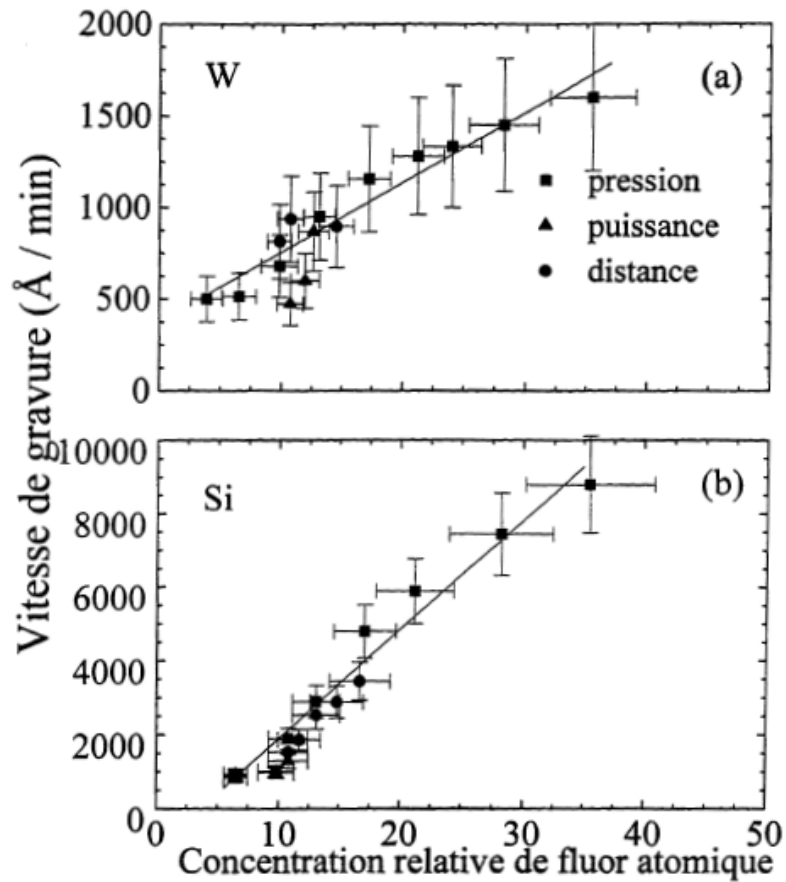 2000
W
(a)
1500
pression
1000
puissance
distance
500
0
Vitesse de gravure (Å / min)
10000
Si
(b)
8000
6000
4000
2000
0
0 10 20 30 40 50
Concentration relative de fluor atomique